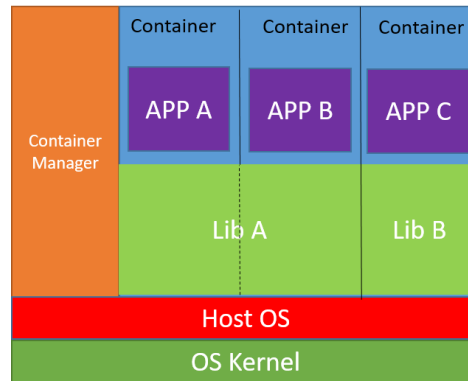 Container Container Container
APP A APP B APP C
Container
Manager
Lib A Lib B
Host OS
OS Kernel